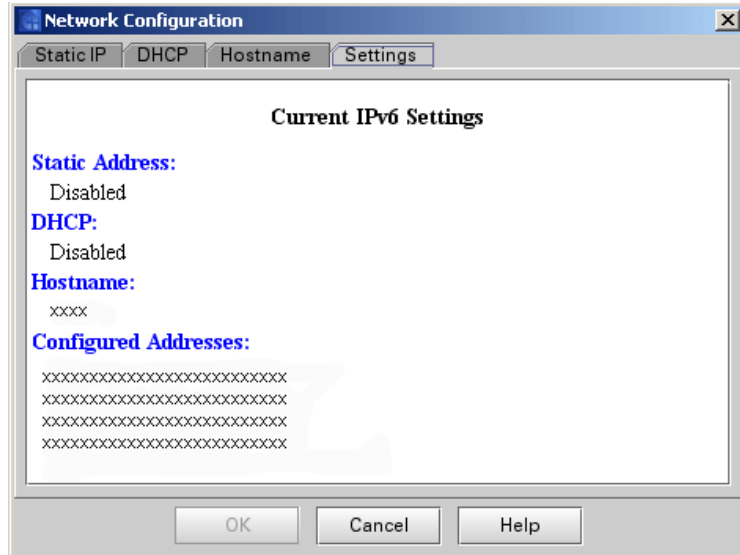 Network Configuration
Static IP DHCP Hostname Settings
Current IPv6 Settings
Static Address:
Disabled
DHCP:
Disabled
Hostname:
xxxx
Configured Addresses:
xxxxxxxxxxxxxxxxxxxxxxxxxx
xxxxxxxxxxxxxxxxxxxxxxxxxx
xxxxxxxxxxxxxxxxxxxxxxxxxx
xxxxxxxxxxxxxxxxxxxxxxxxxx
OK Cancel Help